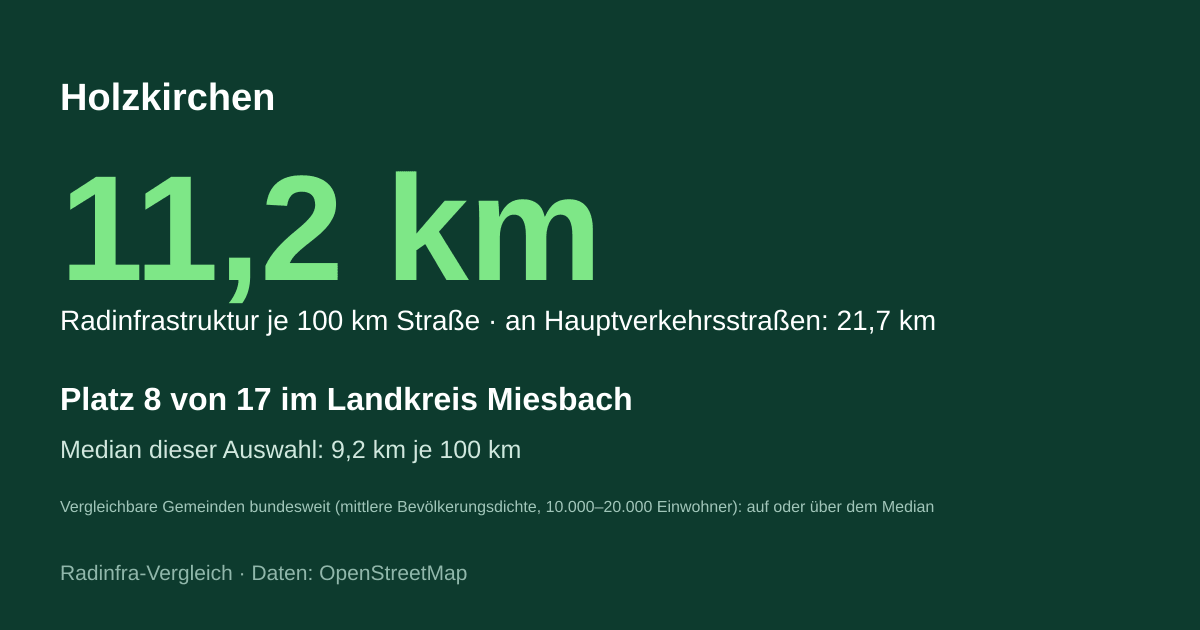 Holzkirchen
11,2 km
Radinfrastruktur je 100 km Straße · an Hauptverkehrsstraßen: 21,7 km
Platz 8 von 17 im Landkreis Miesbach
Median dieser Auswahl: 9,2 km je 100 km
Vergleichbare Gemeinden bundesweit (mittlere Bevölkerungsdichte, 10.000–20.000 Einwohner): auf oder über dem Median
Radinfra-Vergleich · Daten: OpenStreetMap